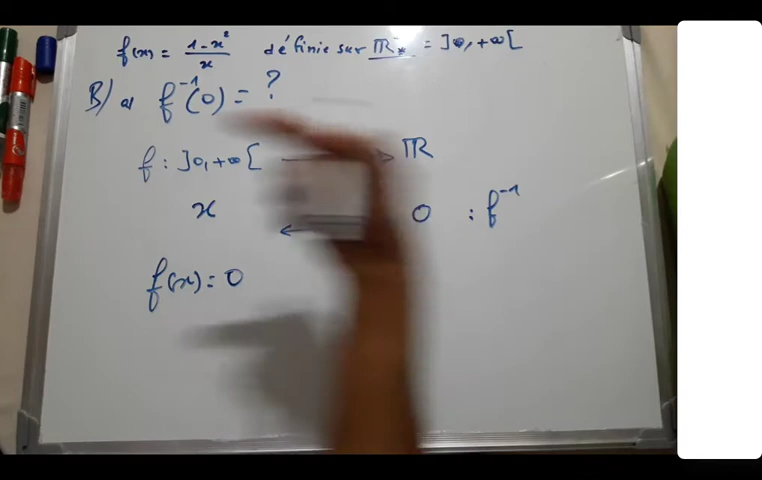 f(x) = (1-x²)/x définie sur ℝ*₊ = ]0,+∞[
B) a) f⁻¹(0) = ?
f : ]0,+∞[ → ℝ
x ← 0 : f⁻¹
f(x) = 0